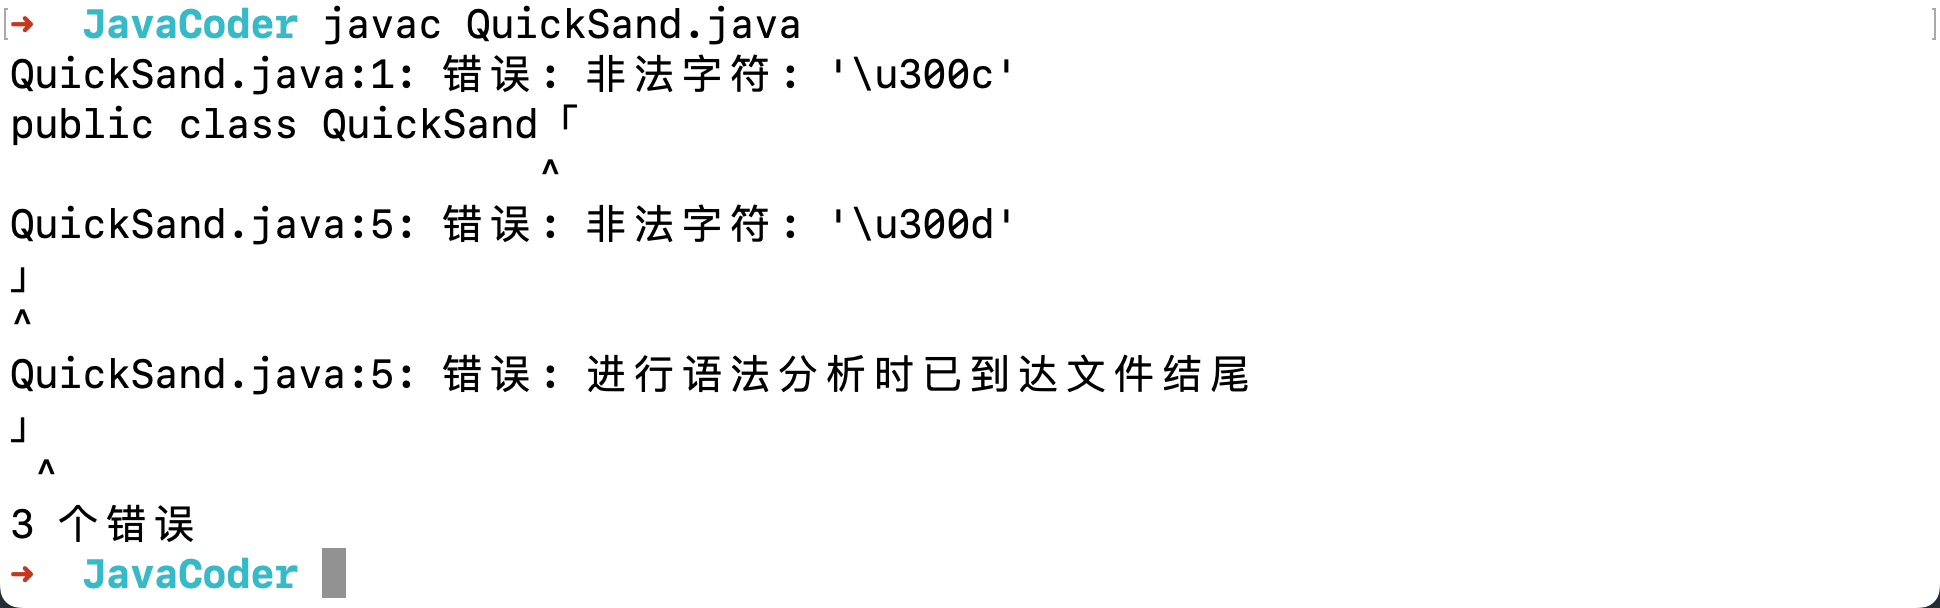 ➜  JavaCoder javac QuickSand.java
QuickSand.java:1: 错误: 非法字符: '\u300c'
public class QuickSand「
^
QuickSand.java:5: 错误: 非法字符: '\u300d'
」
^
QuickSand.java:5: 错误: 进行语法分析时已到达文件结尾
」
^
3 个错误
➜  JavaCoder